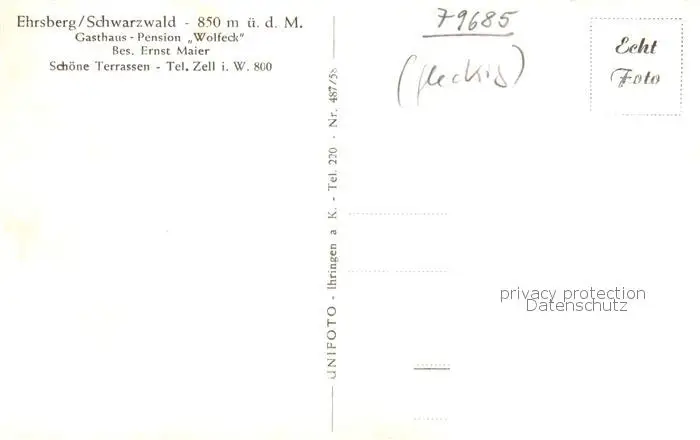 Ehrsberg/Schwarzwald - 850 m ü. d. M.
Gasthaus - Pension „Wolfeck"
Bes. Ernst Maier
Schöne Terrassen - Tel. Zell i. W. 800
UNIFOTO - Ihringen a K. - Tel. 220 - Nr. 487/58
79685
(fleckig)
Echt
Foto
privacy protection
Datenschutz